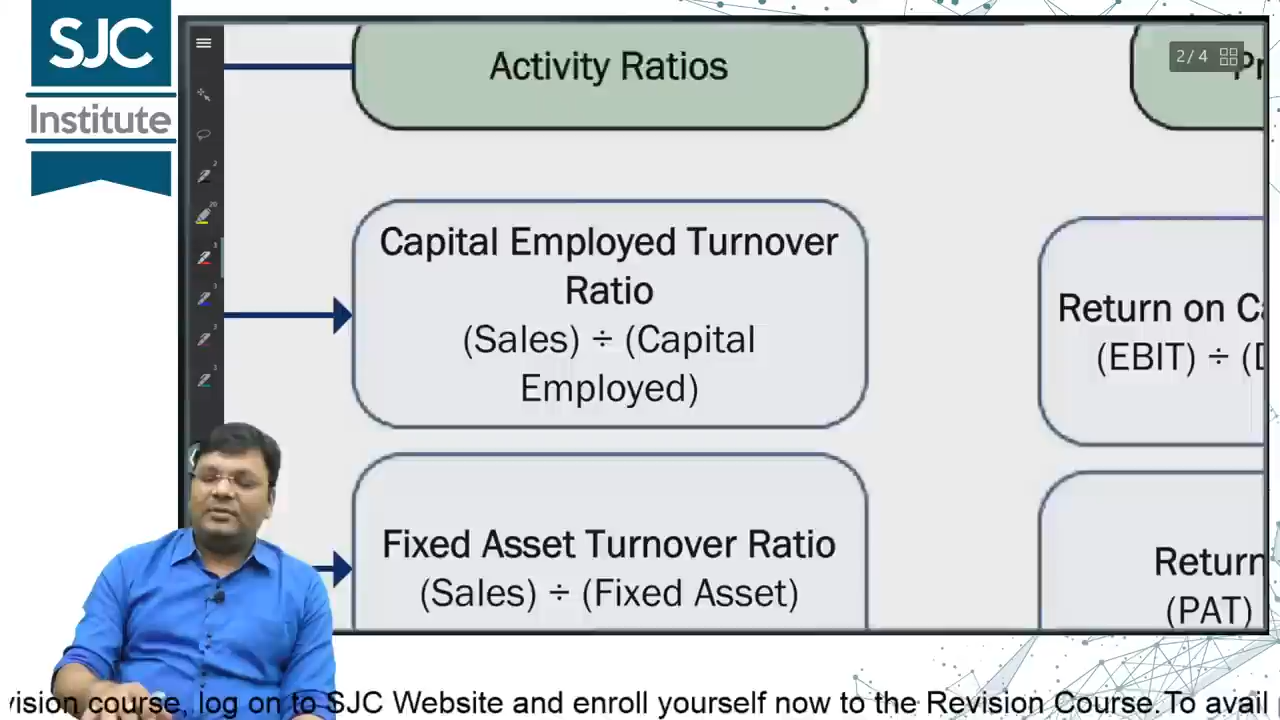 SJC
Institute
2/4
Activity Ratios
Capital Employed Turnover
Ratio
(Sales) ÷ (Capital
Employed)
Return on
(EBIT) ÷
Fixed Asset Turnover Ratio
(Sales) ÷ (Fixed Asset)
Return
(PAT)
course, log on to SJC Website and enroll yourself now to the Revision Course.To avail